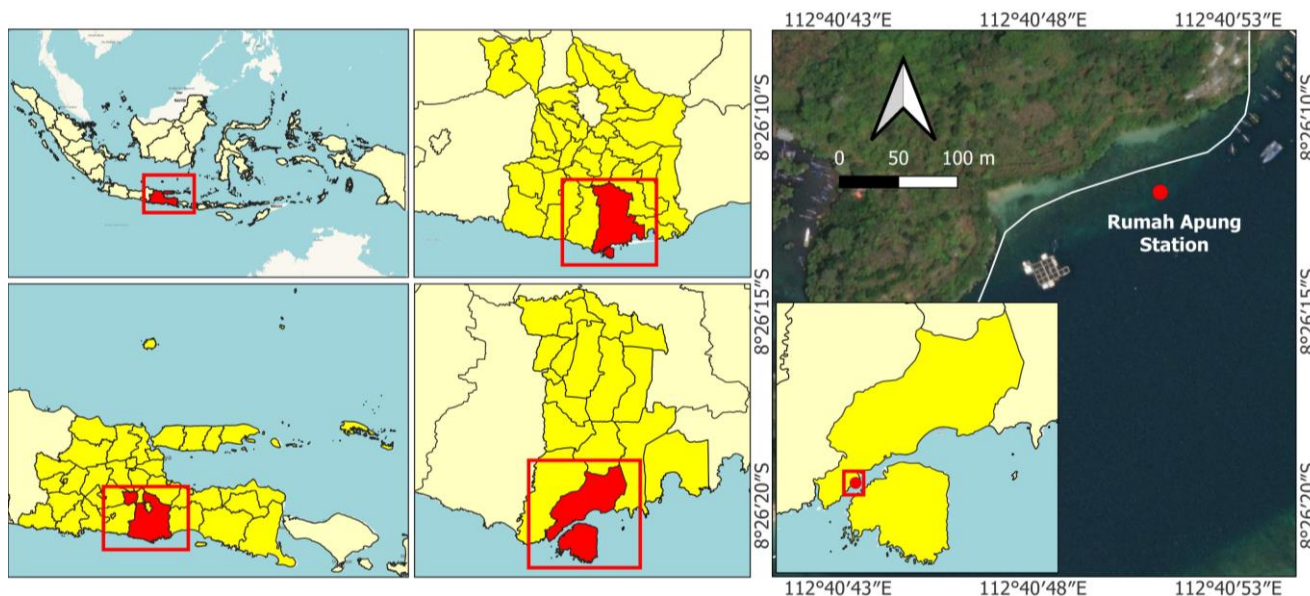 112°40′43″E 112°40′48″E 112°40′53″E
8°26′10″S
8°26′10″S
0 50 100 m
Rumah Apung
Station
8°26′15″S
8°26′15″S
8°26′20″S
8°26′20″S
112°40′43″E 112°40′48″E 112°40′53″E